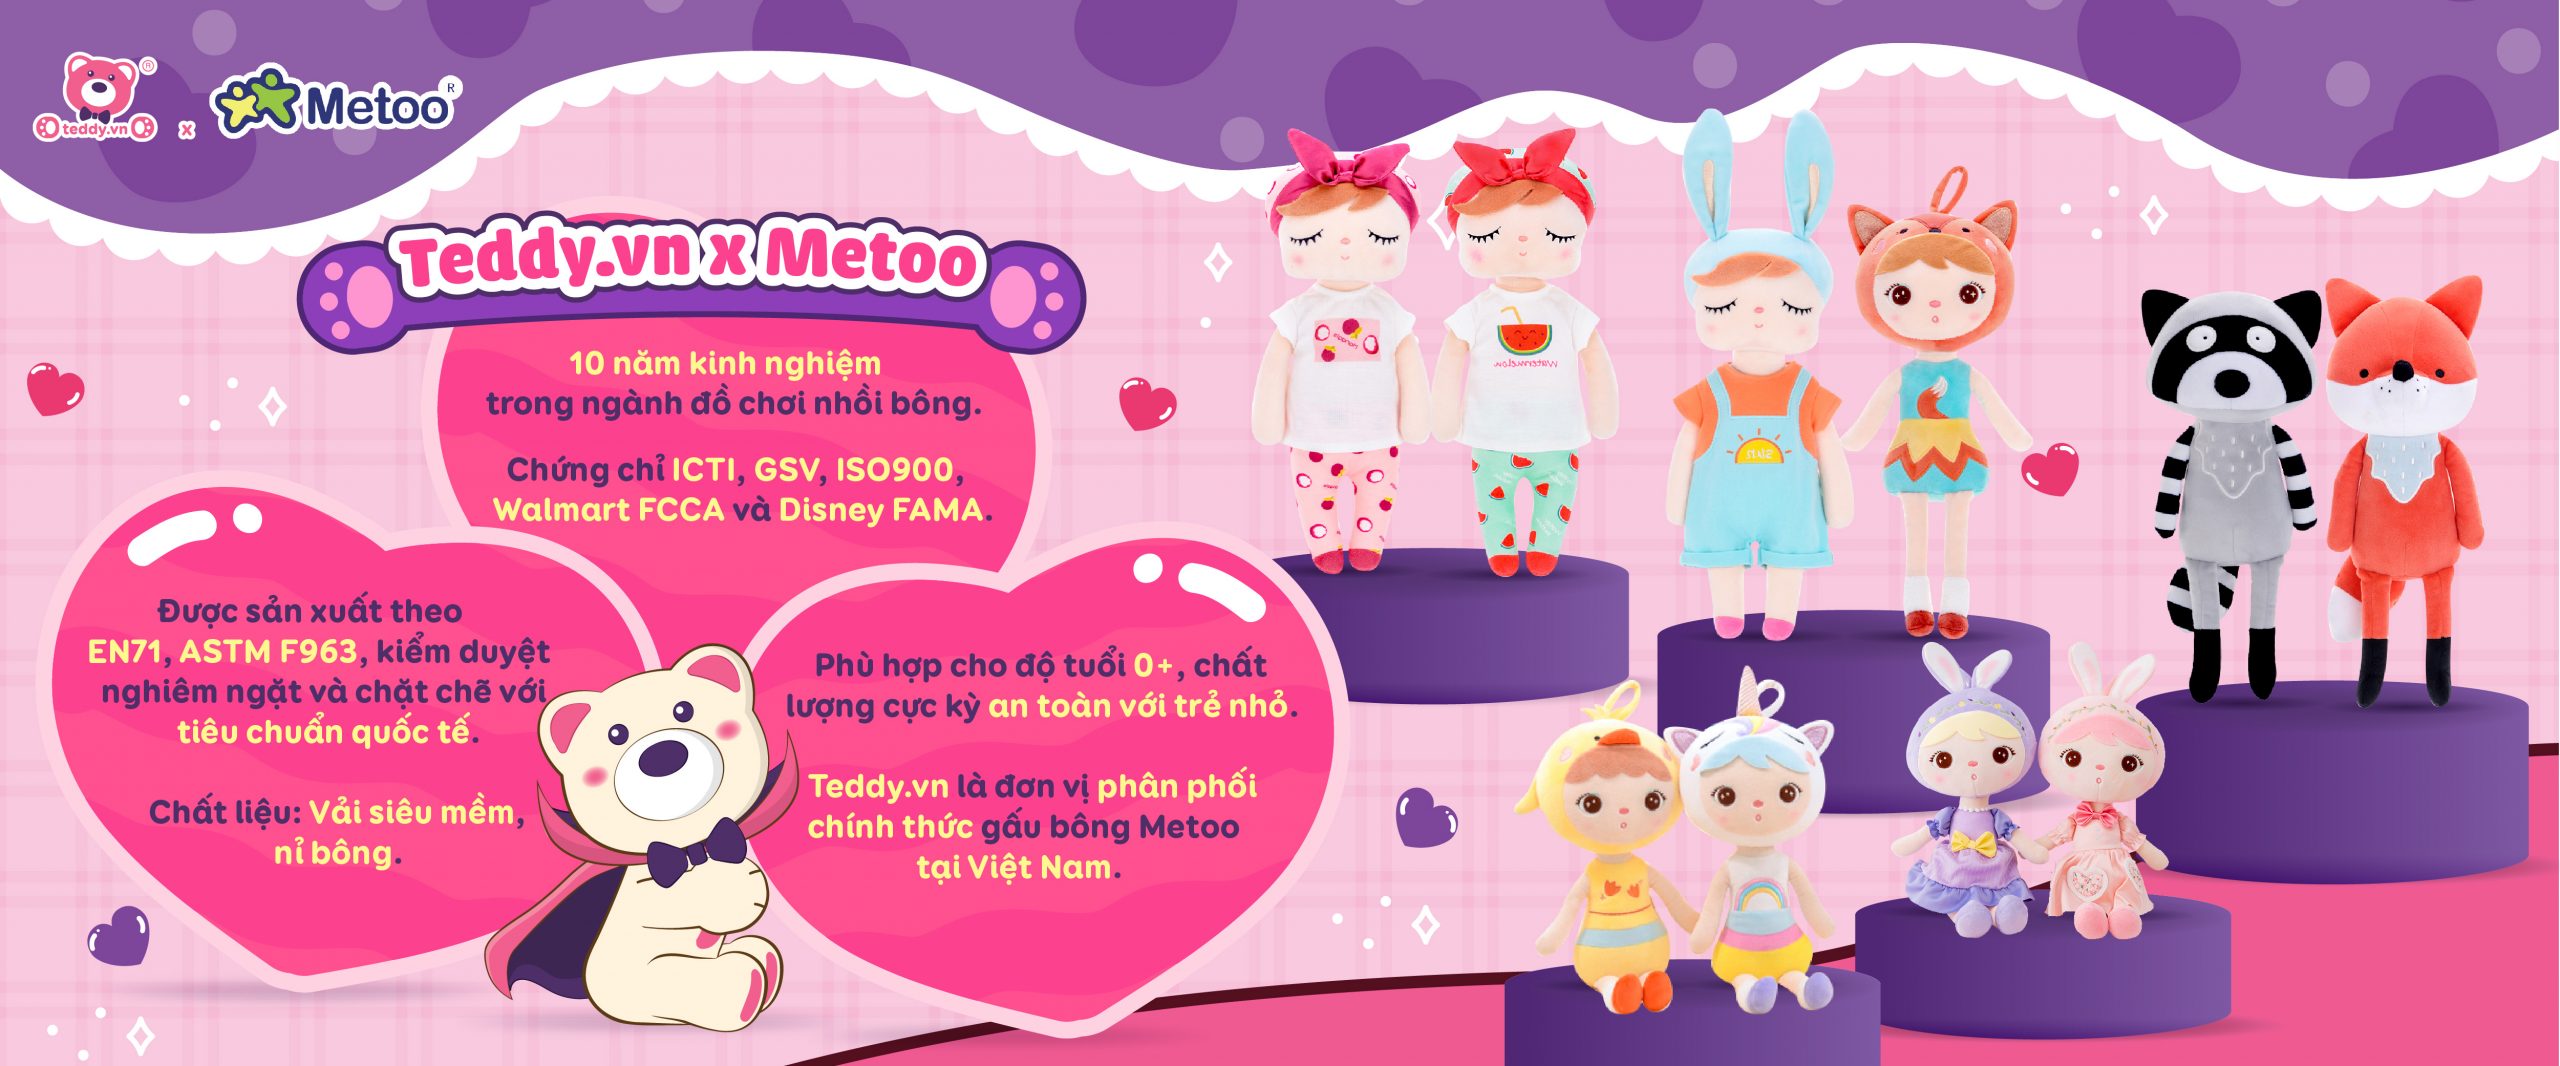 teddy.vn x Metoo
Teddy.vn x Metoo
10 năm kinh nghiệm
trong ngành đồ chơi nhồi bông.
Chứng chỉ ICTI, GSV, ISO900,
Walmart FCCA và Disney FAMA.
Được sản xuất theo
EN71, ASTM F963, kiểm duyệt
nghiêm ngặt và chặt chẽ với
tiêu chuẩn quốc tế.
Chất liệu: Vải siêu mềm,
nỉ bông.
Phù hợp cho độ tuổi 0+, chất
lượng cực kỳ an toàn với trẻ nhỏ.
Teddy.vn là đơn vị phân phối
chính thức gấu bông Metoo
tại Việt Nam.
Watermelon